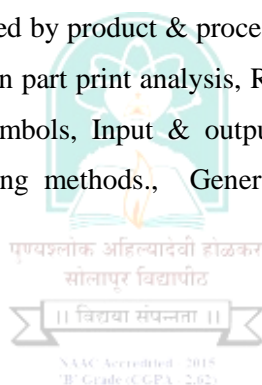 ed by product & proce
n part print analysis, R
mbols, Input & outpu
ng methods., Gener
पुण्यश्लोक अहिल्यादेवी होळकर
सोलापूर विद्यापीठ
।। विद्यया संपन्नता ।।
NAAC Accredited - 2015
'B' Grade (CGPA - 2.62)